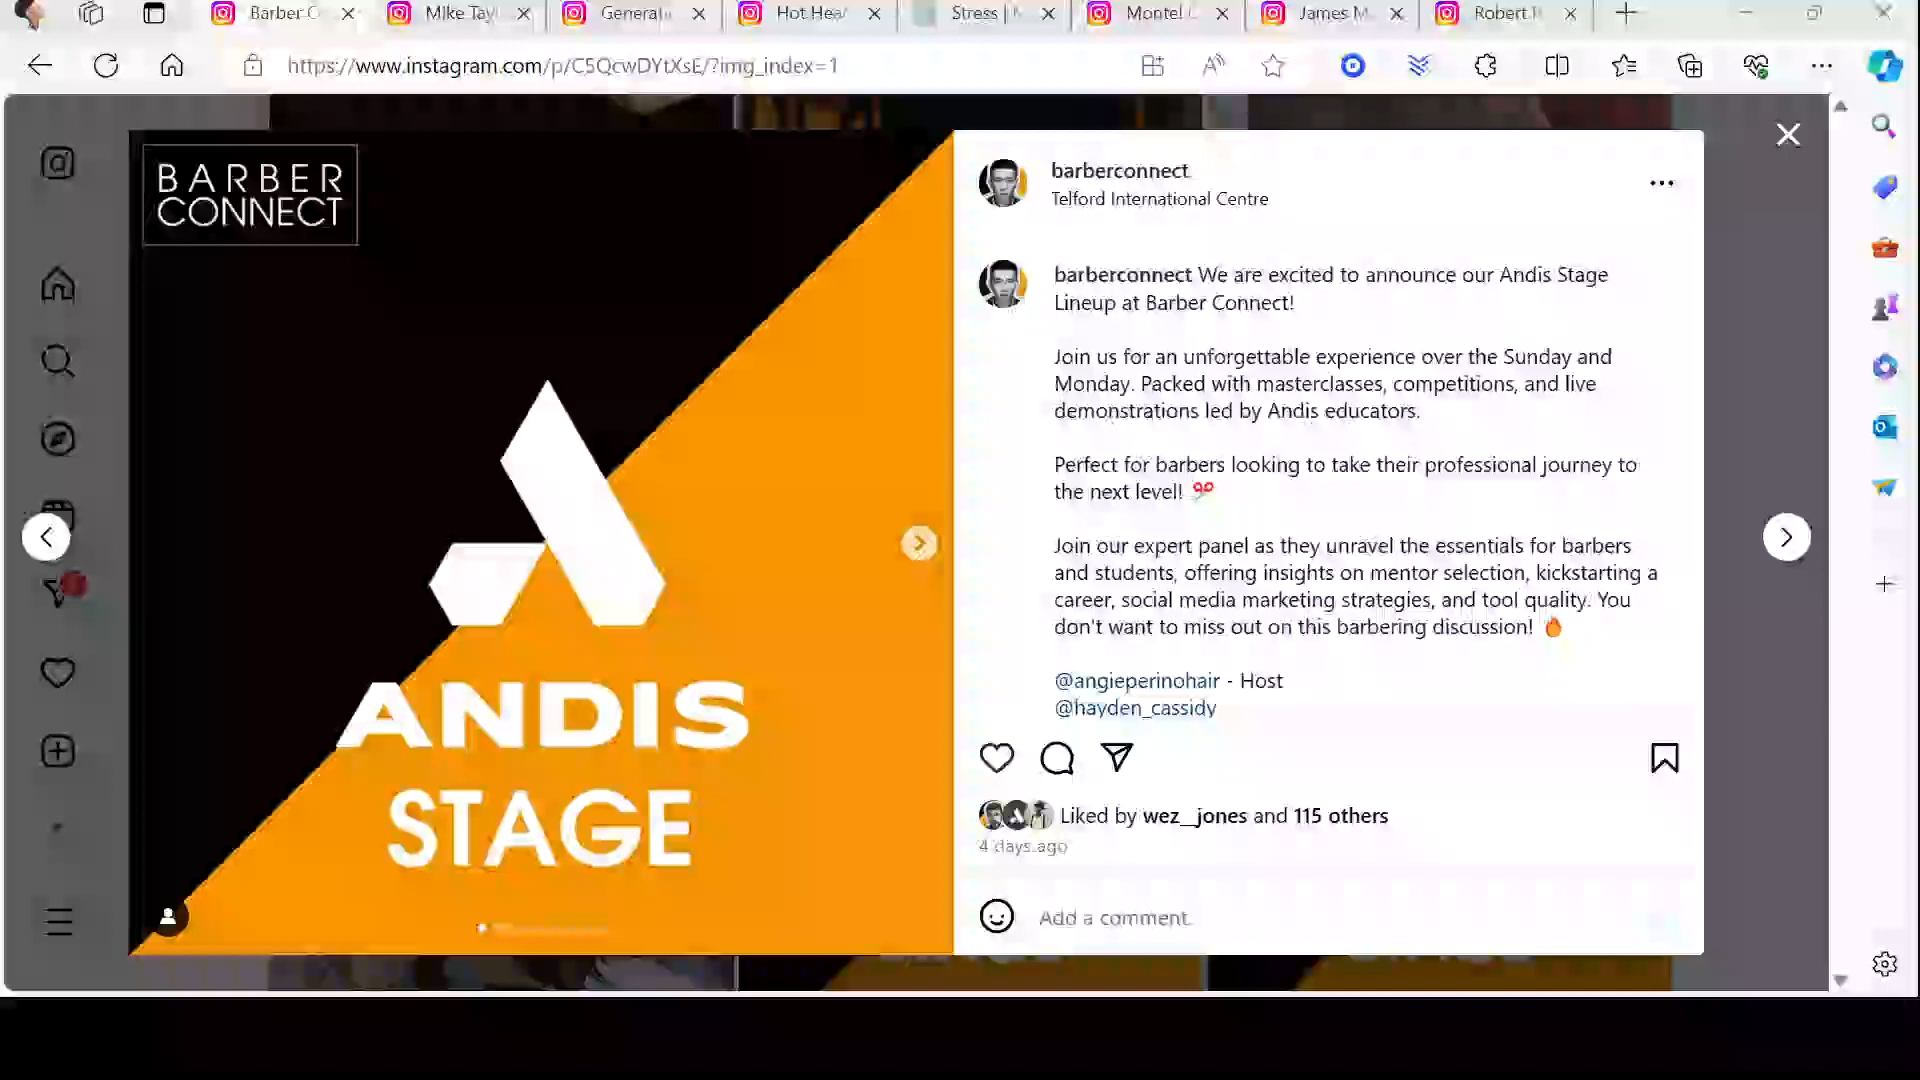 Barber C
Mike Tay
General
Hot Hea
Stress |
Montel
James M
Robert
https://www.instagram.com/p/C5QcwDYtXsE/?img_index=1
BARBER
CONNECT
ANDIS
STAGE
barberconnect
Telford International Centre
barberconnect We are excited to announce our Andis Stage
Lineup at Barber Connect!
Join us for an unforgettable experience over the Sunday and
Monday. Packed with masterclasses, competitions, and live
demonstrations led by Andis educators.
Perfect for barbers looking to take their professional journey to
the next level!
Join our expert panel as they unravel the essentials for barbers
and students, offering insights on mentor selection, kickstarting a
career, social media marketing strategies, and tool quality. You
don't want to miss out on this barbering discussion!
@angieperinohair - Host
@hayden_cassidy
Liked by wez__jones and 115 others
4 days ago
Add a comment.